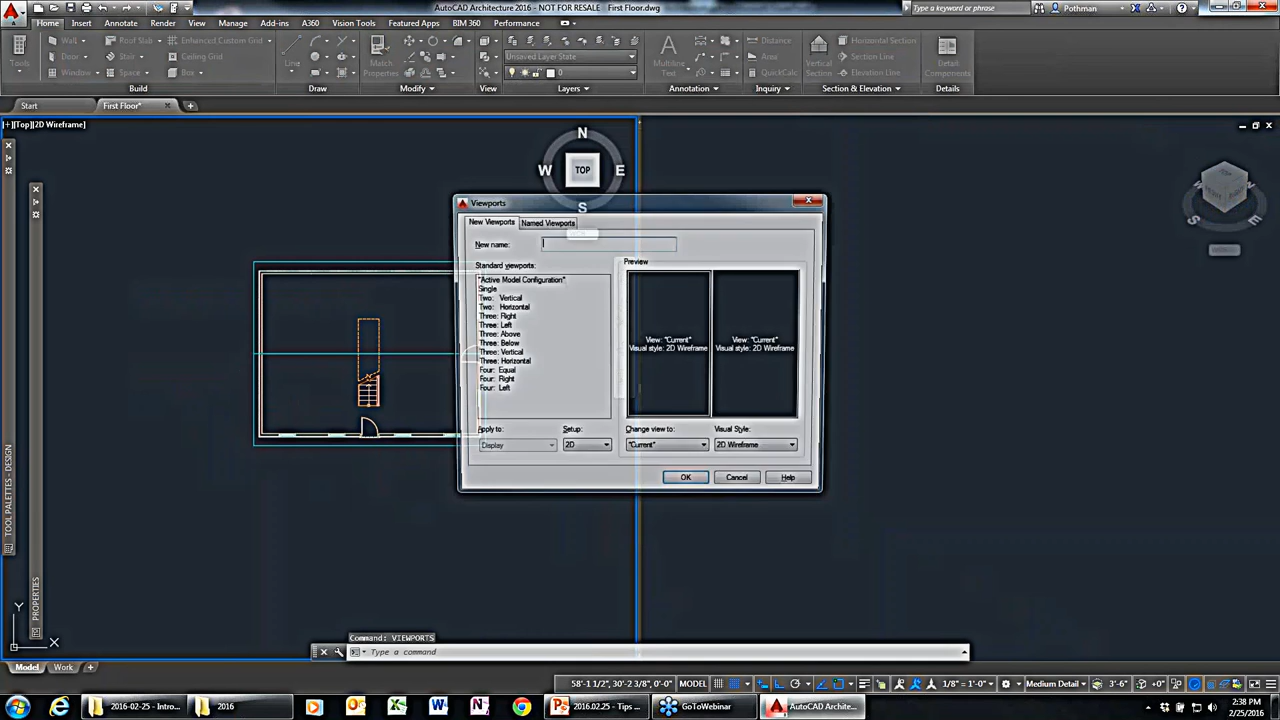 AutoCAD Architecture 2016 - NOT FOR RESALE First Floor.dwg
Type a keyword or phrase
Pothman
Home Insert Annotate Render View Manage Add-ins A360 Vision Tools Featured Apps BIM 360 Performance
Tools
Wall
Door
Window
Roof Slab
Stair
Space
Enhanced Custom Grid
Ceiling Grid
Box
Line
Match
Properties
Unsaved Layer State
0
Multiline
Text
Distance
QuickCalc
Vertical
Section
Horizontal Section
Section Line
Elevation Line
Detail
Components
Build Draw Modify View Layers Annotation Inquiry Section & Elevation Details
Start First Floor*
[+][Top][2D Wireframe]
N
W TOP E
S
Viewports
New Viewports Named Viewports
New name:
Standard viewports:
*Active Model Configuration*
Single
Two: Vertical
Two: Horizontal
Three: Right
Three: Left
Three: Above
Three: Below
Three: Vertical
Three: Horizontal
Four: Equal
Four: Right
Four: Left
Preview
View: "Current"
Visual style: 2D Wireframe
View: "Current"
Visual style: 2D Wireframe
Apply to: Setup: Change view to: Visual Style:
Display 2D *Current* 2D Wireframe
OK Cancel Help
S E
TOOL PALETTES - DESIGN
PROPERTIES
Y
X
Command: VIEWPORTS
Type a command
Model Work
58'-1 1/2", 30'-2 3/8", 0'-0" MODEL 1/8" = 1'-0" Medium Detail 3'-6" +0"
2016-02-25 - Intro... 2016 2016.02.25 - Tips ... GoToWebinar AutoCAD Archite...
2:38 PM
2/25/2016